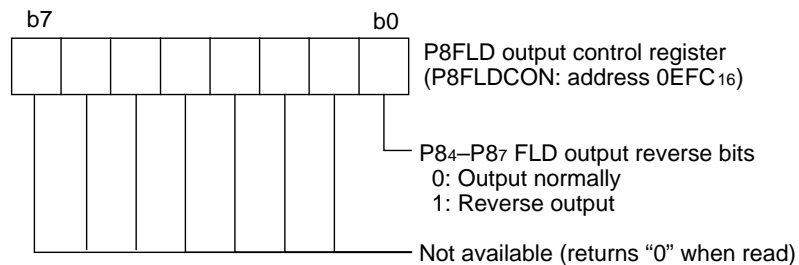 b7 b0
P8FLD output control register
(P8FLDCON: address 0EFC₁₆)
P8₄–P8₇ FLD output reverse bits
0: Output normally
1: Reverse output
Not available (returns “0” when read)